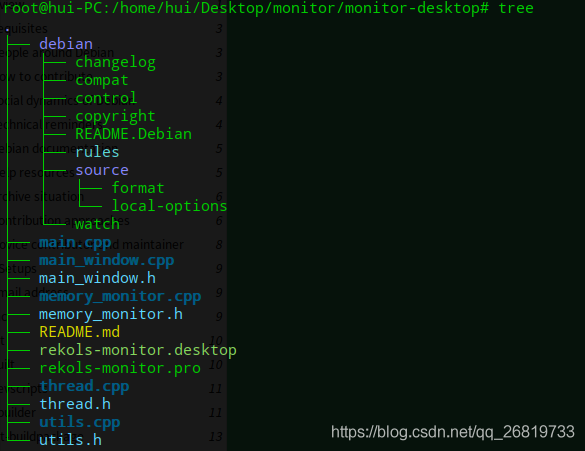 root@hui-PC:/home/hui/Desktop/monitor/monitor-desktop# tree
.
├── debian
│   ├── changelog
│   ├── compat
│   ├── control
│   ├── copyright
│   ├── README.Debian
│   ├── rules
│   ├── source
│   │   ├── format
│   │   └── local-options
│   └── watch
├── main.cpp
├── main_window.cpp
├── main_window.h
├── memory_monitor.cpp
├── memory_monitor.h
├── README.md
├── rekols-monitor.desktop
├── rekols-monitor.pro
├── thread.cpp
├── thread.h
├── utils.cpp
├── utils.h
https://blog.csdn.net/qq_26819733